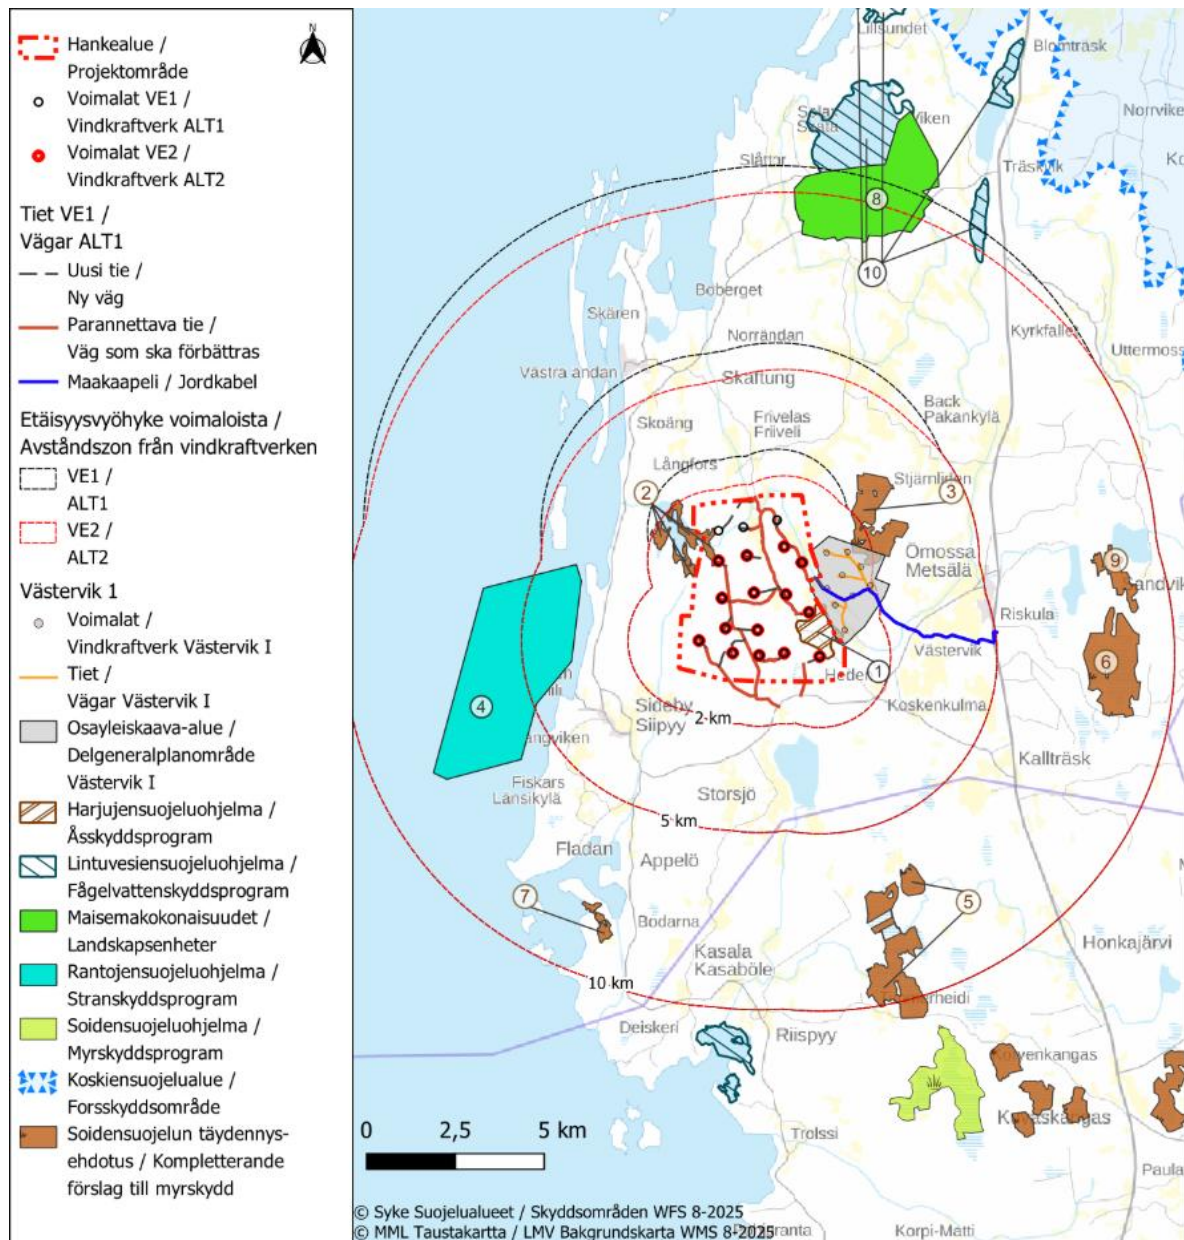 Hankealue /
Projektområde
Voimalat VE1 /
Vindkraftverk ALT1
Voimalat VE2 /
Vindkraftverk ALT2
Tiet VE1 /
Vägar ALT1
Uusi tie /
Ny väg
Parannettava tie /
Väg som ska förbättras
Maakaapeli / Jordkabel
Etäisyysvyöhyke voimaloista /
Avståndszon från vindkraftverken
VE1 /
ALT1
VE2 /
ALT2
Västervik 1
Voimalat /
Vindkraftverk Västervik I
Tiet /
Vägar Västervik I
Osayleiskaava-alue /
Delgeneralplanområde
Västervik I
Harjujensuojeluohjelma /
Åsskyddsprogram
Lintuvesiensuojeluohjelma /
Fågelvattenskyddsprogram
Maisemakokonaisuudet /
Landskapsenheter
Rantojensuojeluohjelma /
Stranskyddsprogram
Soidensuojeluohjelma /
Myrskyddsprogram
Koskiensuojelualue /
Forsskyddsområde
Soidensuojelun täydennys-
ehdotus / Kompletterande
förslag till myrskydd
N
Lillsundet
Blomträsk
Norrviken
Viken
Slåttar
Träskvik
8
10
Boberget
Skären
Norrändan
Kyrkfallet
Uttermoss
Västra ändan
Skaftung
Back
Pakankylä
Skoäng
Frivelas
Friiveli
Långfors
Stjärnliden
2
3
Ömossa
Metsälä
9
Sandvik
Riskula
Västervik
6
1
4
Sideby
Siipyy
Koskenkulma
2 km
Kallträsk
Fiskars
Länsikylä
Storsjö
5 km
Fladan
Appelö
7
5
Bodarna
Honkajärvi
Kasala
Kasaböle
10 km
Deiskeri
Riispyy
Trolssi
Paula
Korpi-Matti
0 2,5 5 km
© Syke Suojelualueet / Skyddsområden WFS 8-2025
© MML Taustakartta / LMV Bakgrundskarta WMS 8-2025